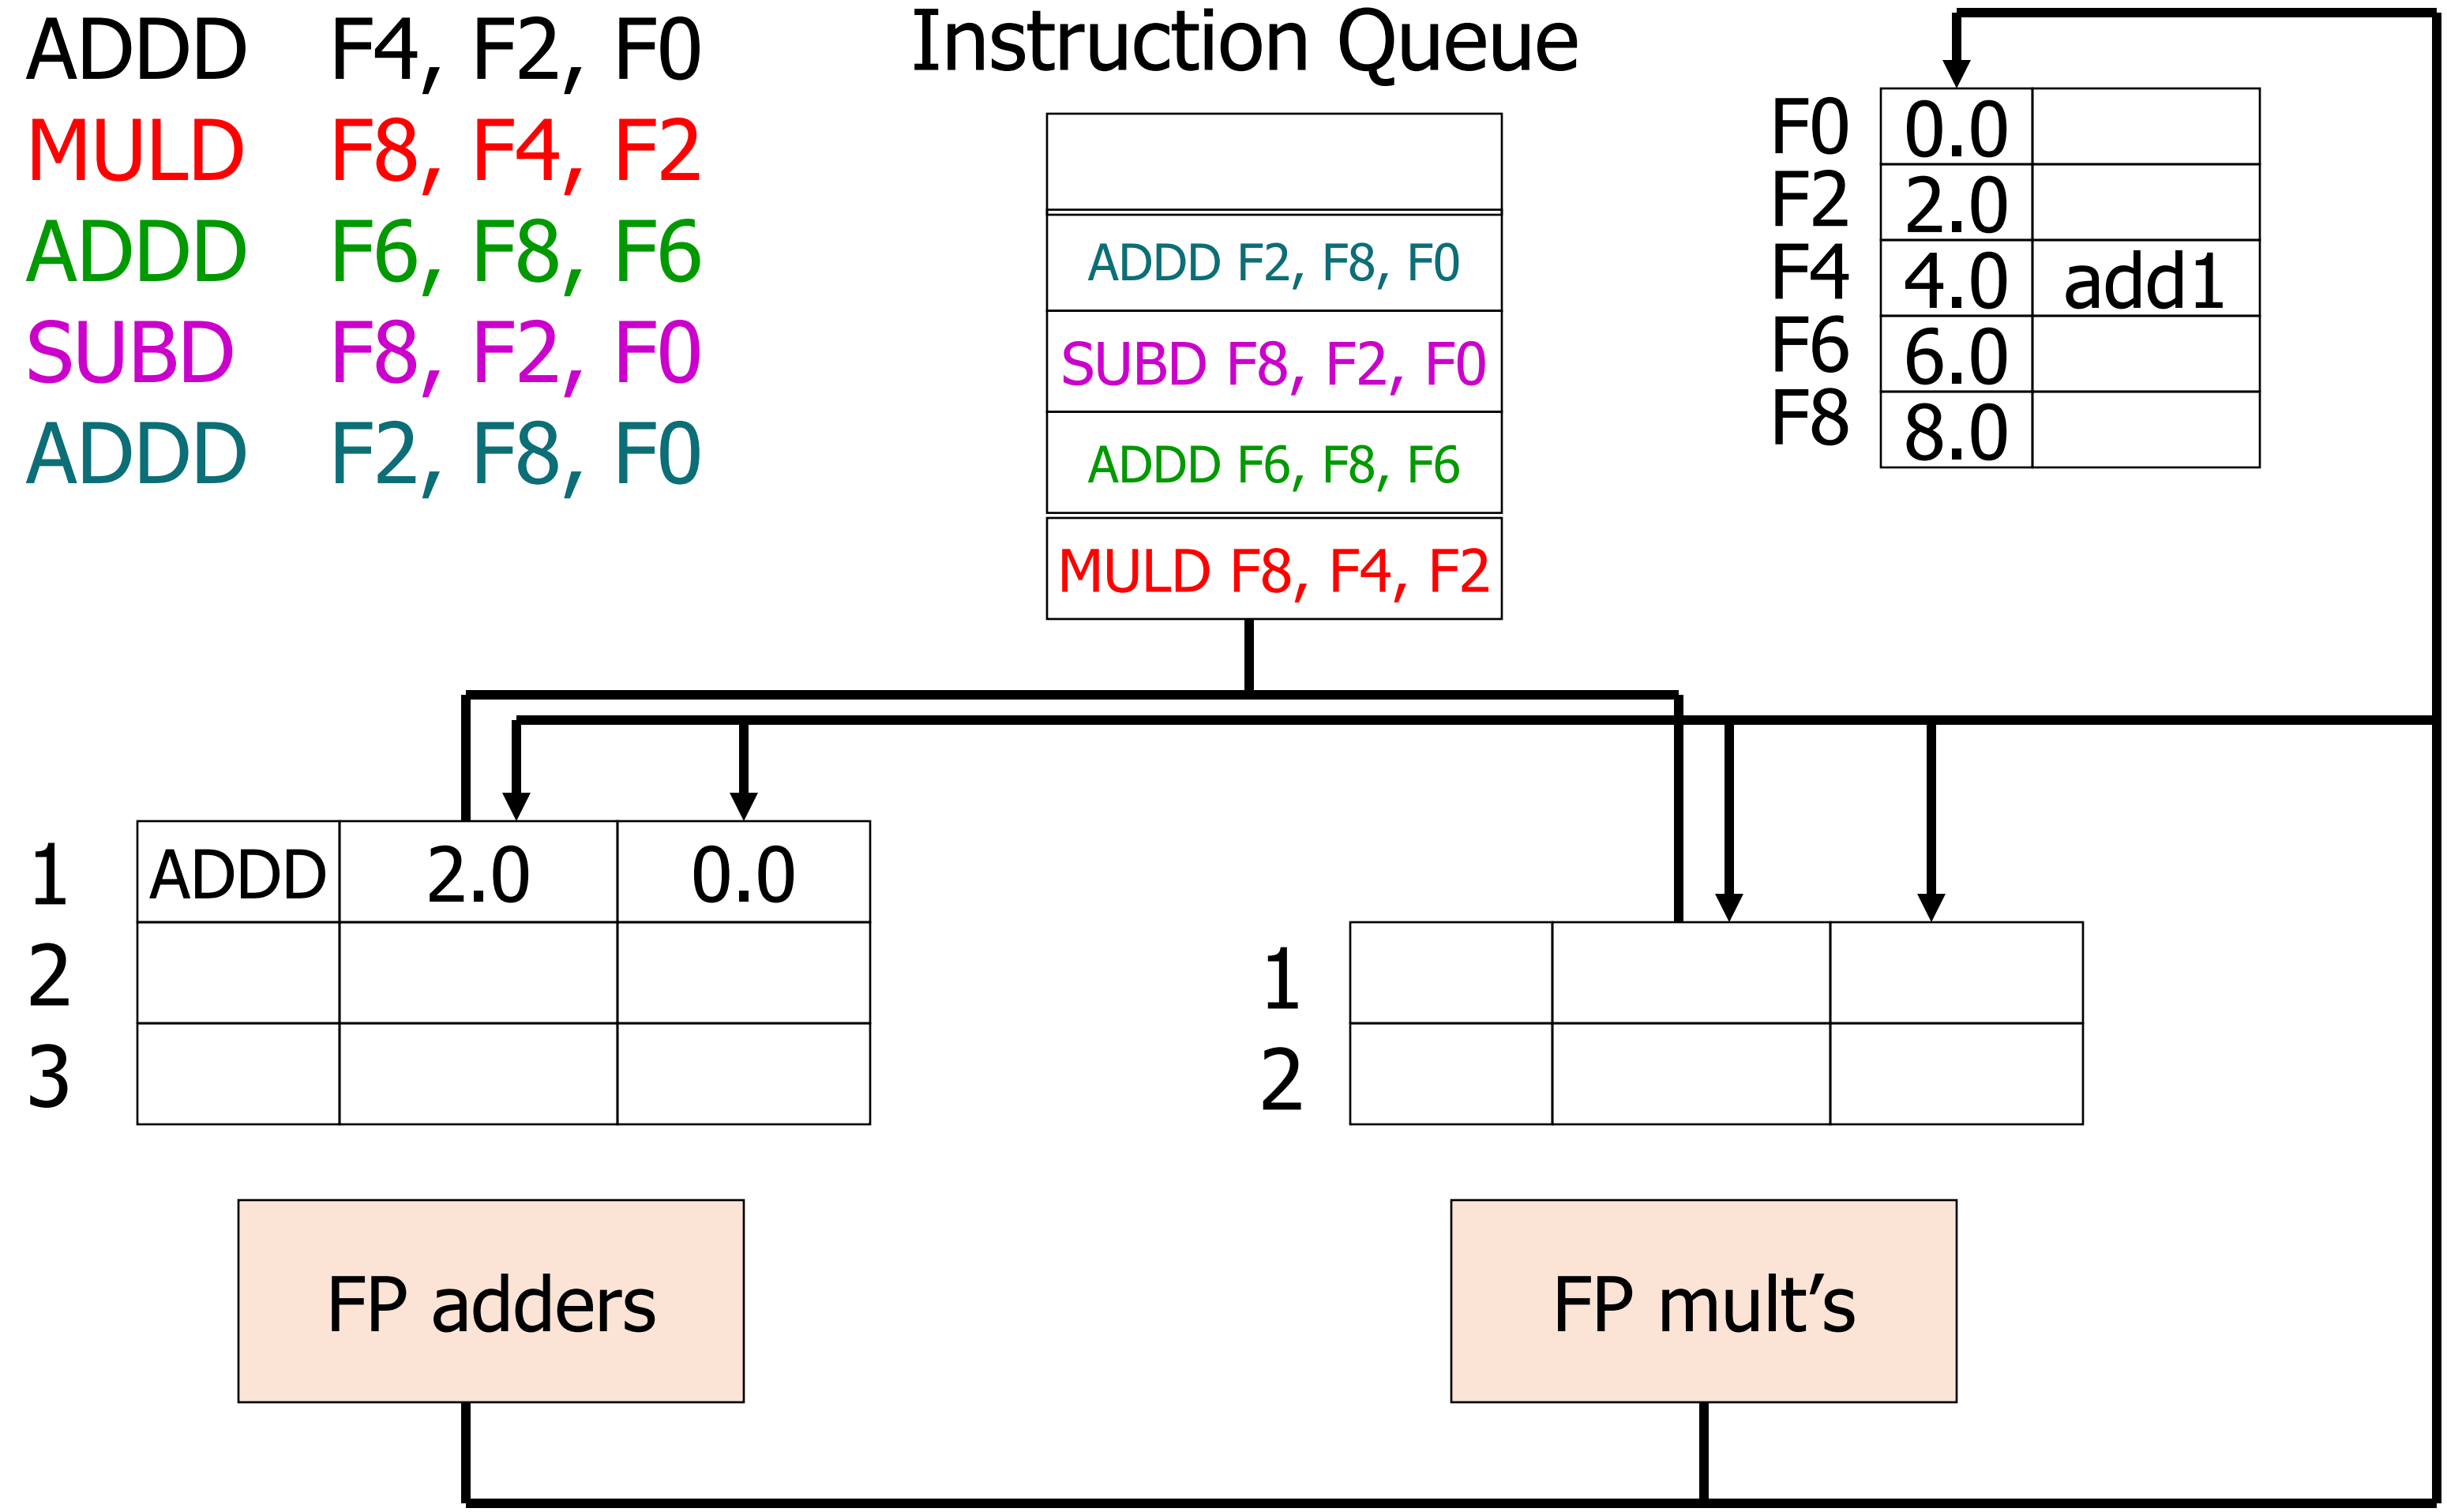 ADDD F4, F2, F0
MULD F8, F4, F2
ADDD F6, F8, F6
SUBD F8, F2, F0
ADDD F2, F8, F0
Instruction Queue
ADDD F2, F8, F0
SUBD F8, F2, F0
ADDD F6, F8, F6
MULD F8, F4, F2
F0 0.0
F2 2.0
F4 4.0 add1
F6 6.0
F8 8.0
1 ADDD 2.0 0.0
2
3
1
2
FP adders
FP mult’s